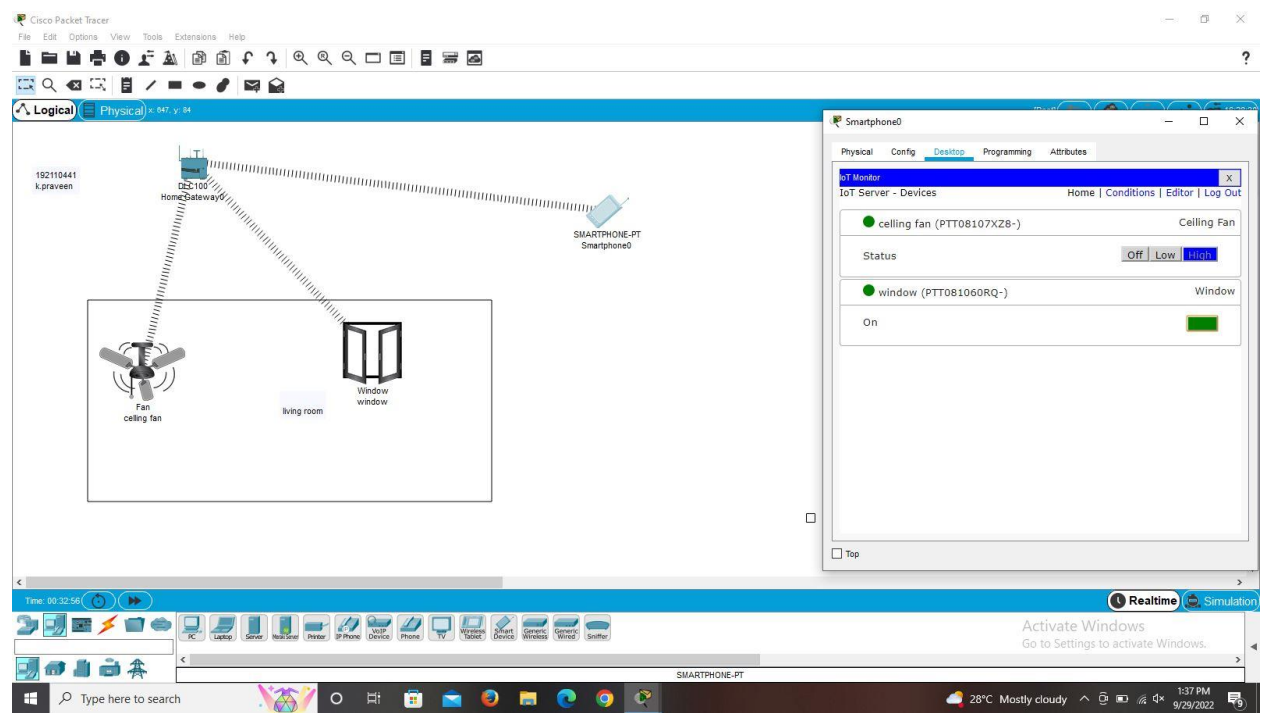 Cisco Packet Tracer
File Edit Options View Tools Extensions Help
?
Logical Physical x: 647, y: 84
192110441
k.praveen
DLC100
Home Gateway0
SMARTPHONE-PT
Smartphone0
Fan
celling fan
living room
Window
window
Smartphone0
Physical Config Desktop Programming Attributes
IoT Monitor X
IoT Server - Devices Home | Conditions | Editor | Log Out
celling fan (PTT08107XZ8-) Ceiling Fan
Status Off Low High
window (PTT081060RQ-) Window
On
Top
Time: 00:32:56 Realtime Simulation
PC Laptop Server Printer IP Phone VoIP Device Phone TV Wireless Tablet Smart Device Generic Wireless Generic Wired Sniffer
Activate Windows
Go to Settings to activate Windows.
SMARTPHONE-PT
Type here to search 28°C Mostly cloudy 1:37 PM
9/29/2022